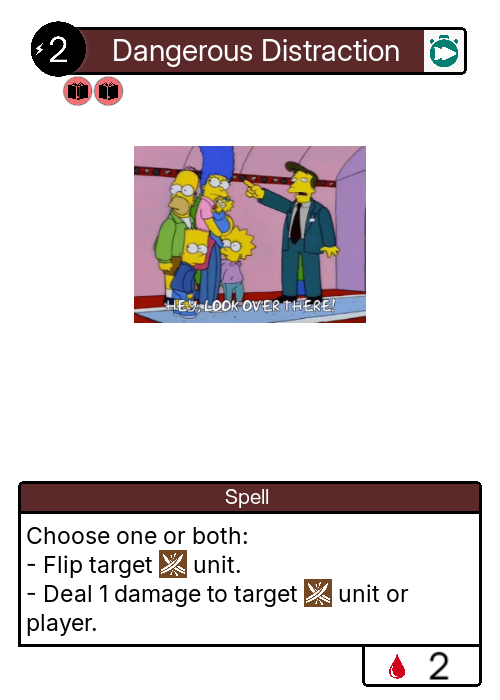 2 Dangerous Distraction
HEY, LOOK OVER THERE!
Spell
Choose one or both:
- Flip target unit.
- Deal 1 damage to target unit or
player.
2